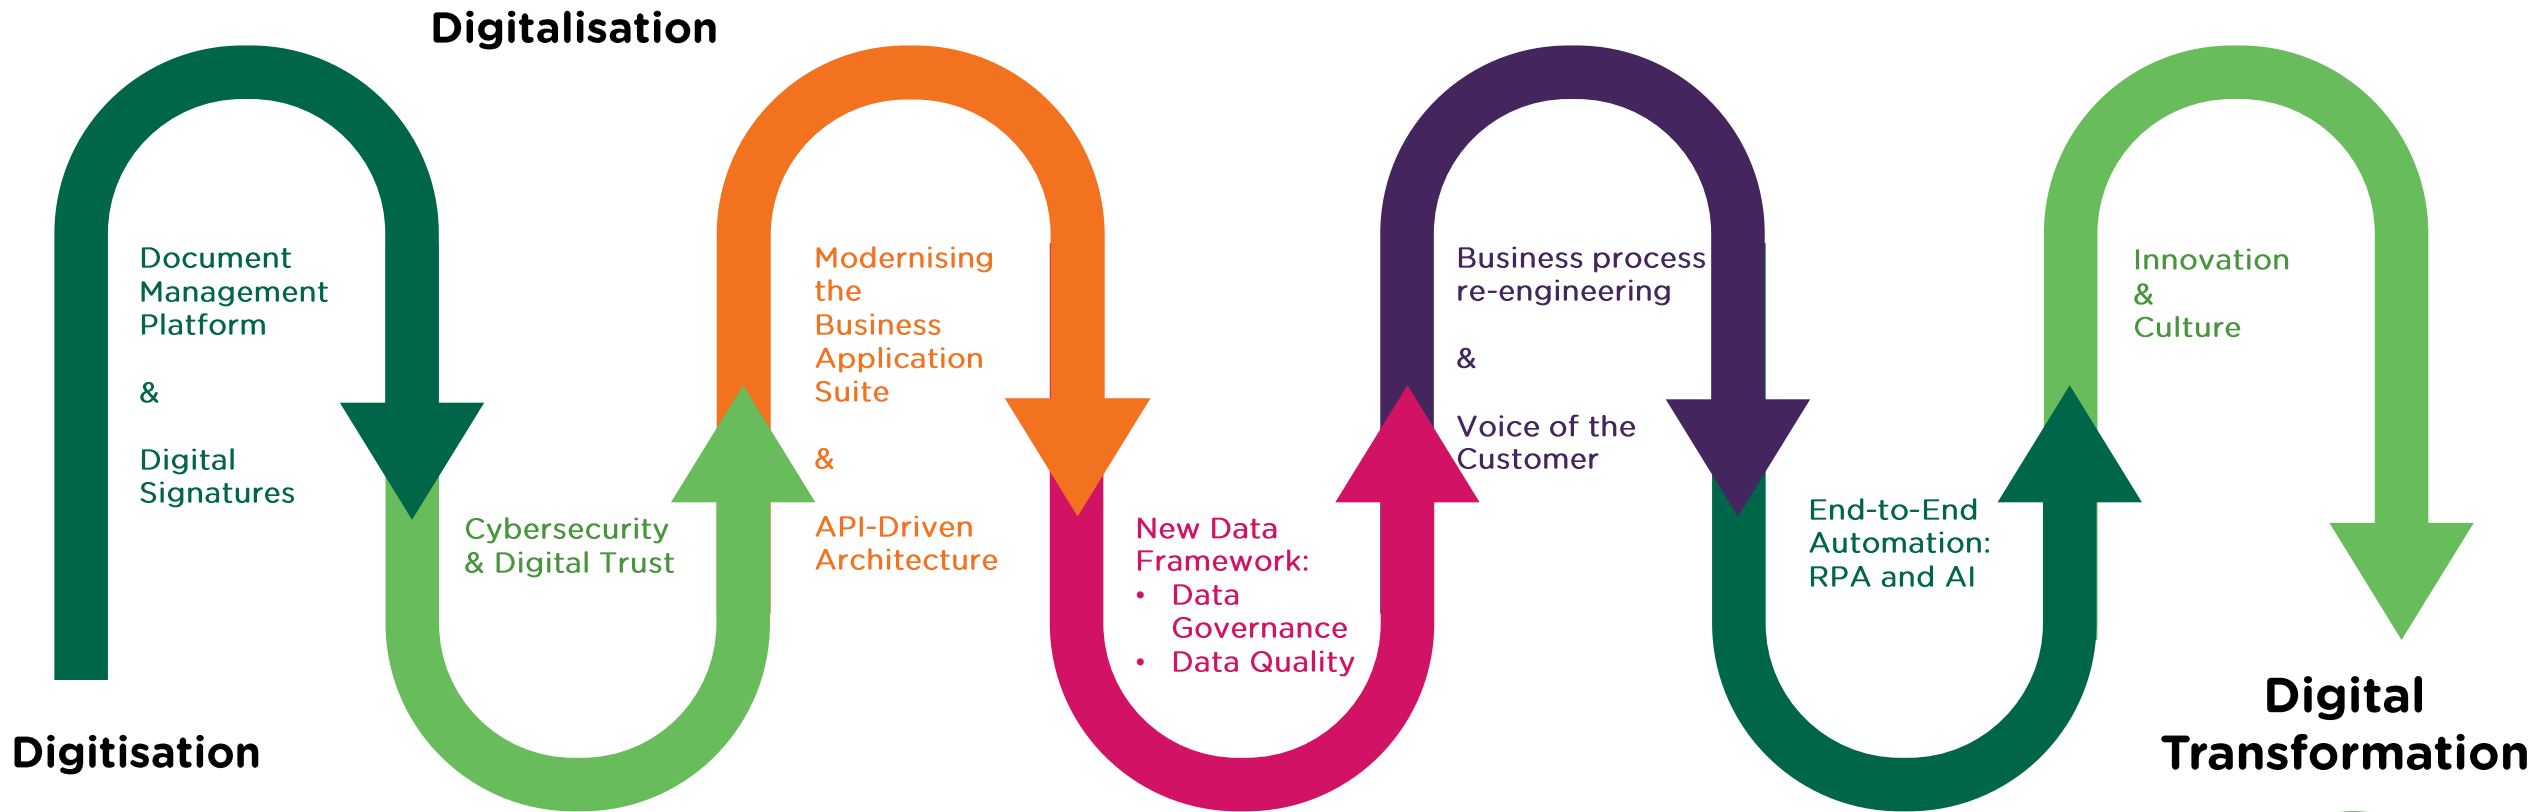 Digitalisation
Document
Management
Platform
&
Digital
Signatures
Cybersecurity
& Digital Trust
Modernising
the
Business
Application
Suite
&
API-Driven
Architecture
New Data
Framework:
• Data
Governance
• Data Quality
Business process
re-engineering
&
Voice of the
Customer
End-to-End
Automation:
RPA and AI
Innovation
&
Culture
Digitisation
Digital
Transformation